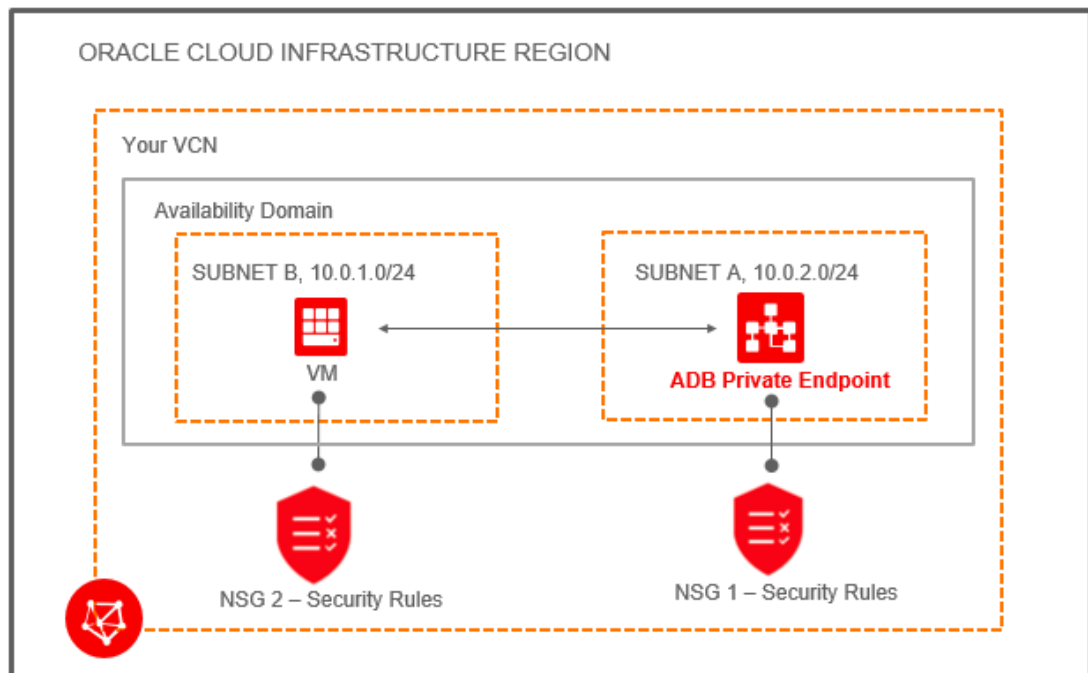 ORACLE CLOUD INFRASTRUCTURE REGION
Your VCN
Availability Domain
SUBNET B, 10.0.1.0/24
SUBNET A, 10.0.2.0/24
VM
ADB Private Endpoint
NSG 2 – Security Rules
NSG 1 – Security Rules